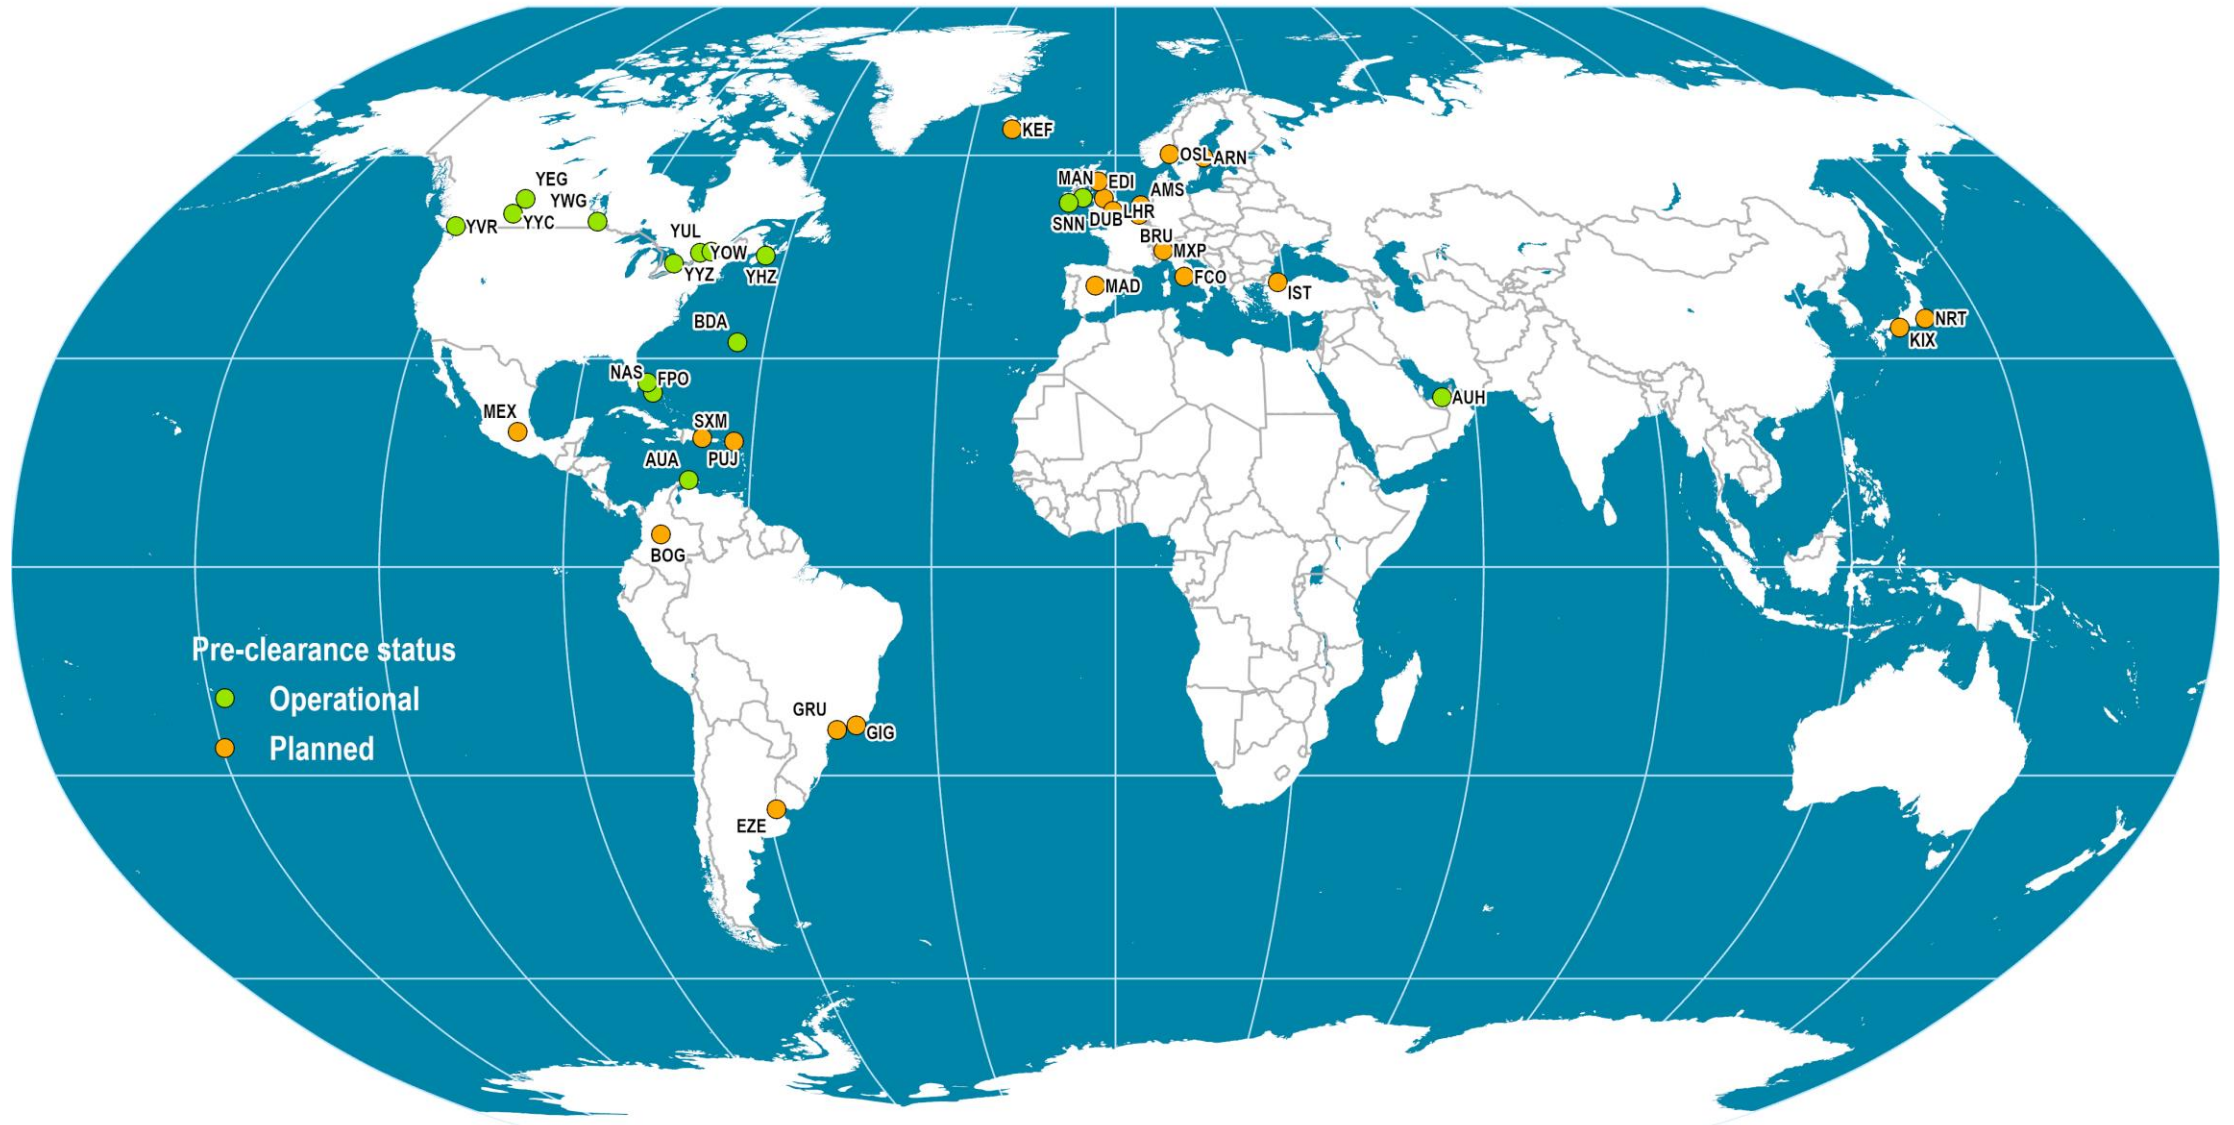 KEF
OSL
ARN
MAN
EDI
YEG
YWG
AMS
YVR
YYC
SNN
DUB
LHR
YUL
YOW
BRU
MXP
YYZ
YHZ
FCO
MAD
IST
BDA
NRT
KIX
NAS
FPO
AUH
MEX
SXM
AUA
PUJ
BOG
Pre-clearance status
Operational
Planned
GRU
GIG
EZE